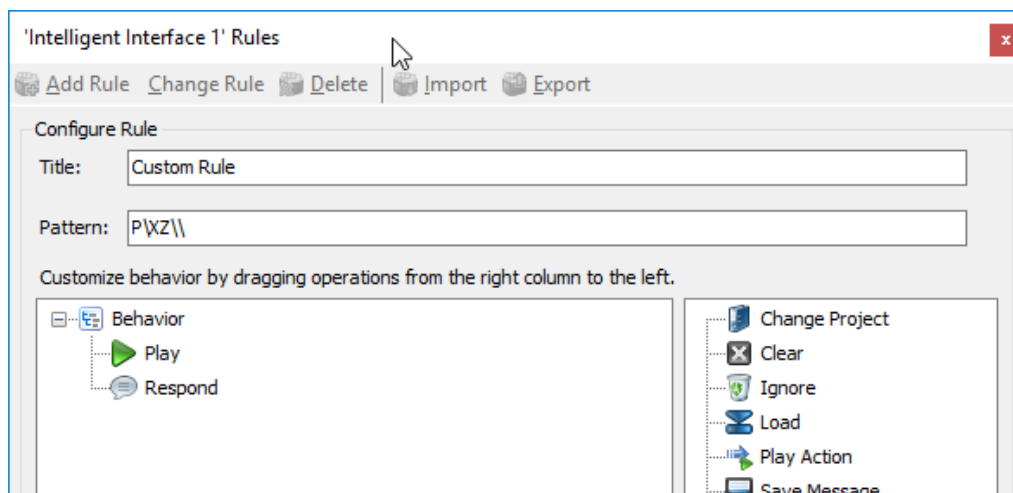 'Intelligent Interface 1' Rules
x
Add Rule Change Rule Delete Import Export
Configure Rule
Title: Custom Rule
Pattern: P\XZ\\
Customize behavior by dragging operations from the right column to the left.
Behavior
Play
Respond
Change Project
Clear
Ignore
Load
Play Action
Save Message